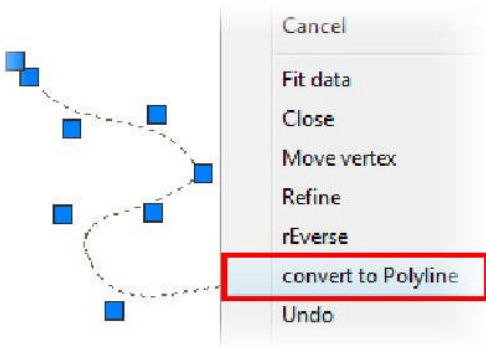 Cancel
Fit data
Close
Move vertex
Refine
rEverse
convert to Polyline
Undo